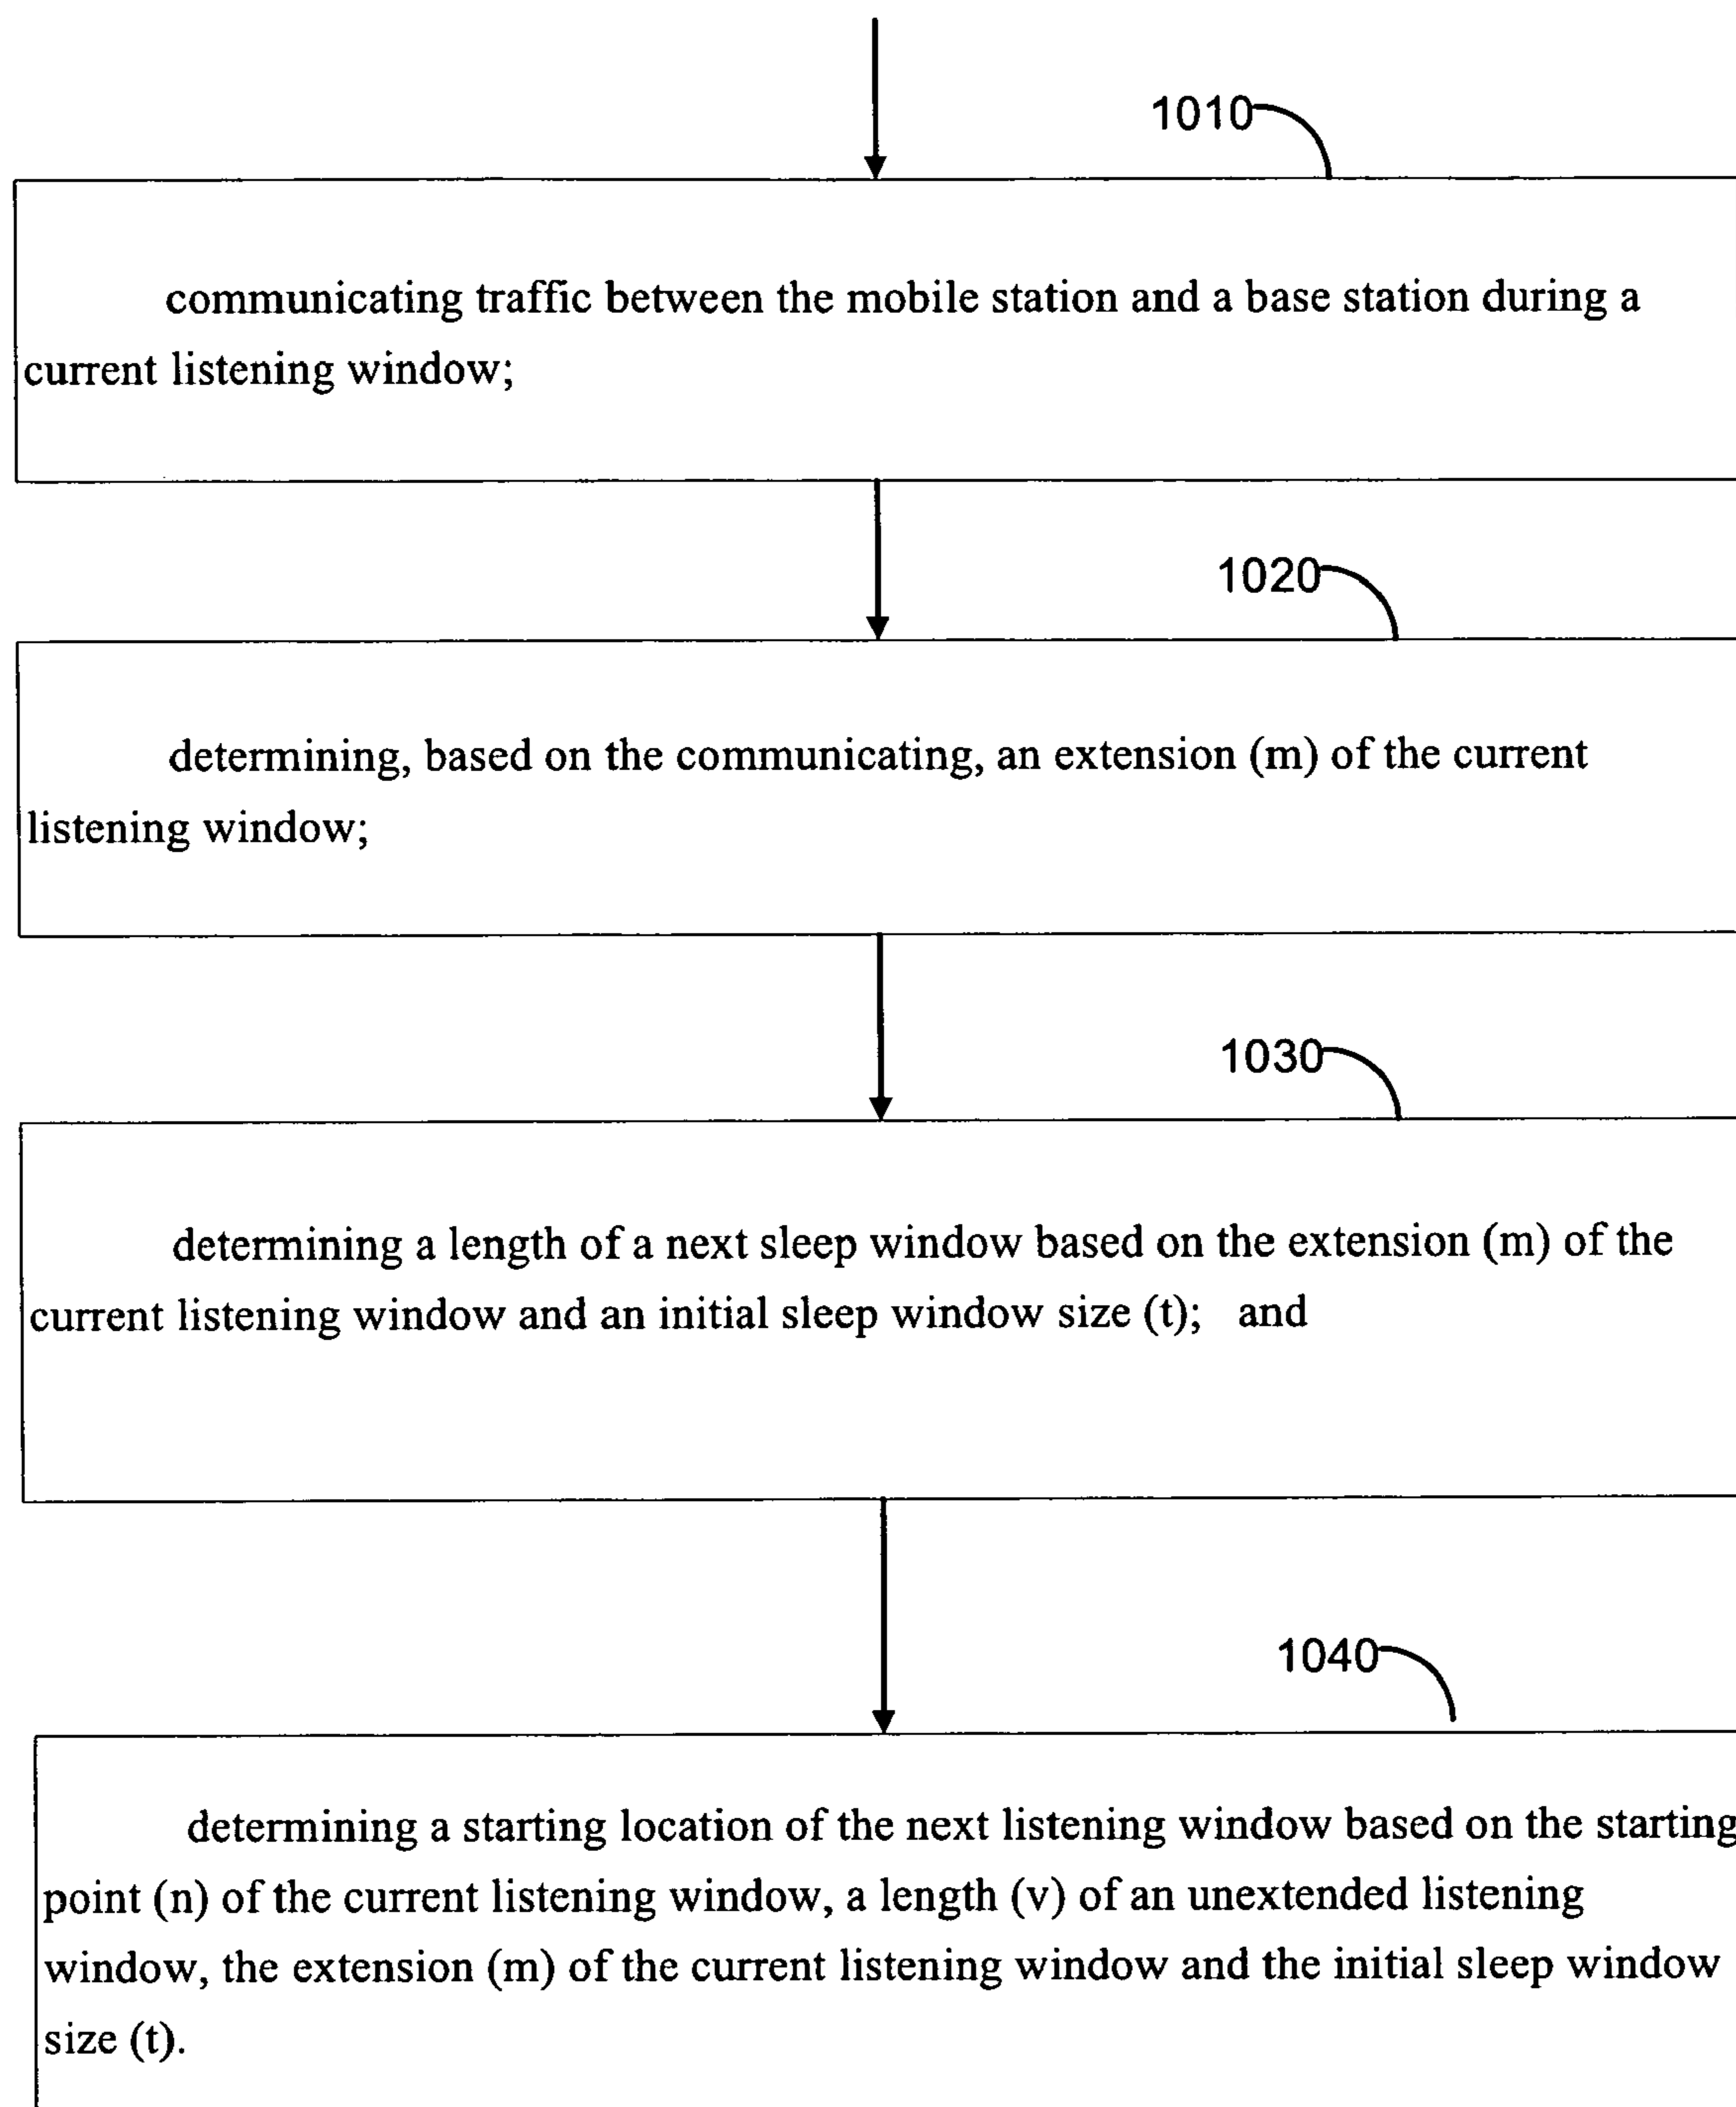 1010
communicating traffic between the mobile station and a base station during a
current listening window;
1020
determining, based on the communicating, an extension (m) of the current
listening window;
1030
determining a length of a next sleep window based on the extension (m) of the
current listening window and an initial sleep window size (t); and
1040
determining a starting location of the next listening window based on the starting
point (n) of the current listening window, a length (v) of an unextended listening
window, the extension (m) of the current listening window and the initial sleep window
size (t).